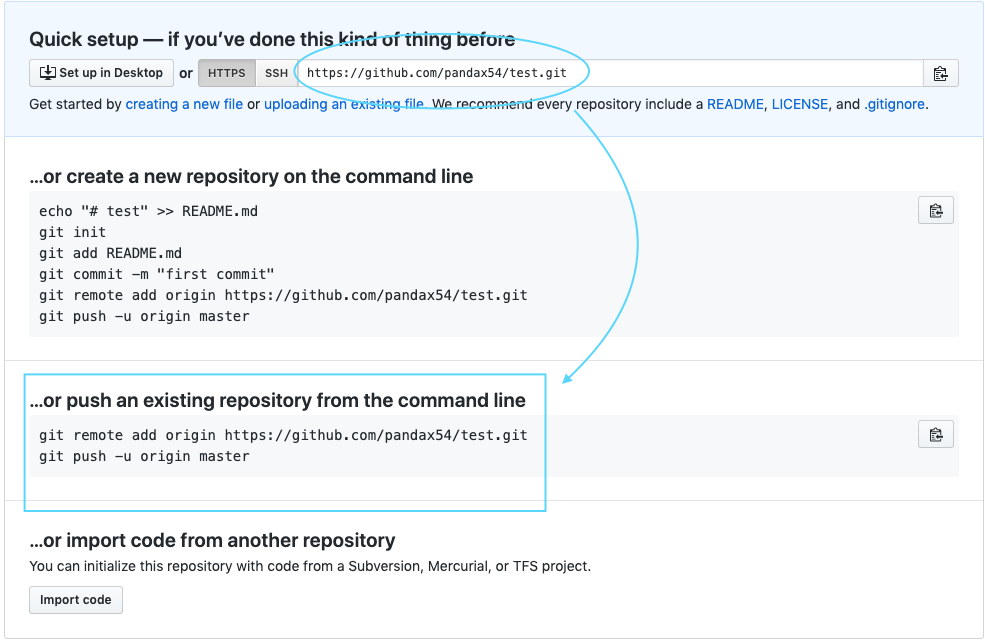 Quick setup — if you’ve done this kind of thing before
Set up in Desktop or HTTPS SSH https://github.com/pandax54/test.git
Get started by creating a new file or uploading an existing file. We recommend every repository include a README, LICENSE, and .gitignore.
…or create a new repository on the command line
echo "# test" >> README.md
git init
git add README.md
git commit -m "first commit"
git remote add origin https://github.com/pandax54/test.git
git push -u origin master
…or push an existing repository from the command line
git remote add origin https://github.com/pandax54/test.git
git push -u origin master
…or import code from another repository
You can initialize this repository with code from a Subversion, Mercurial, or TFS project.
Import code